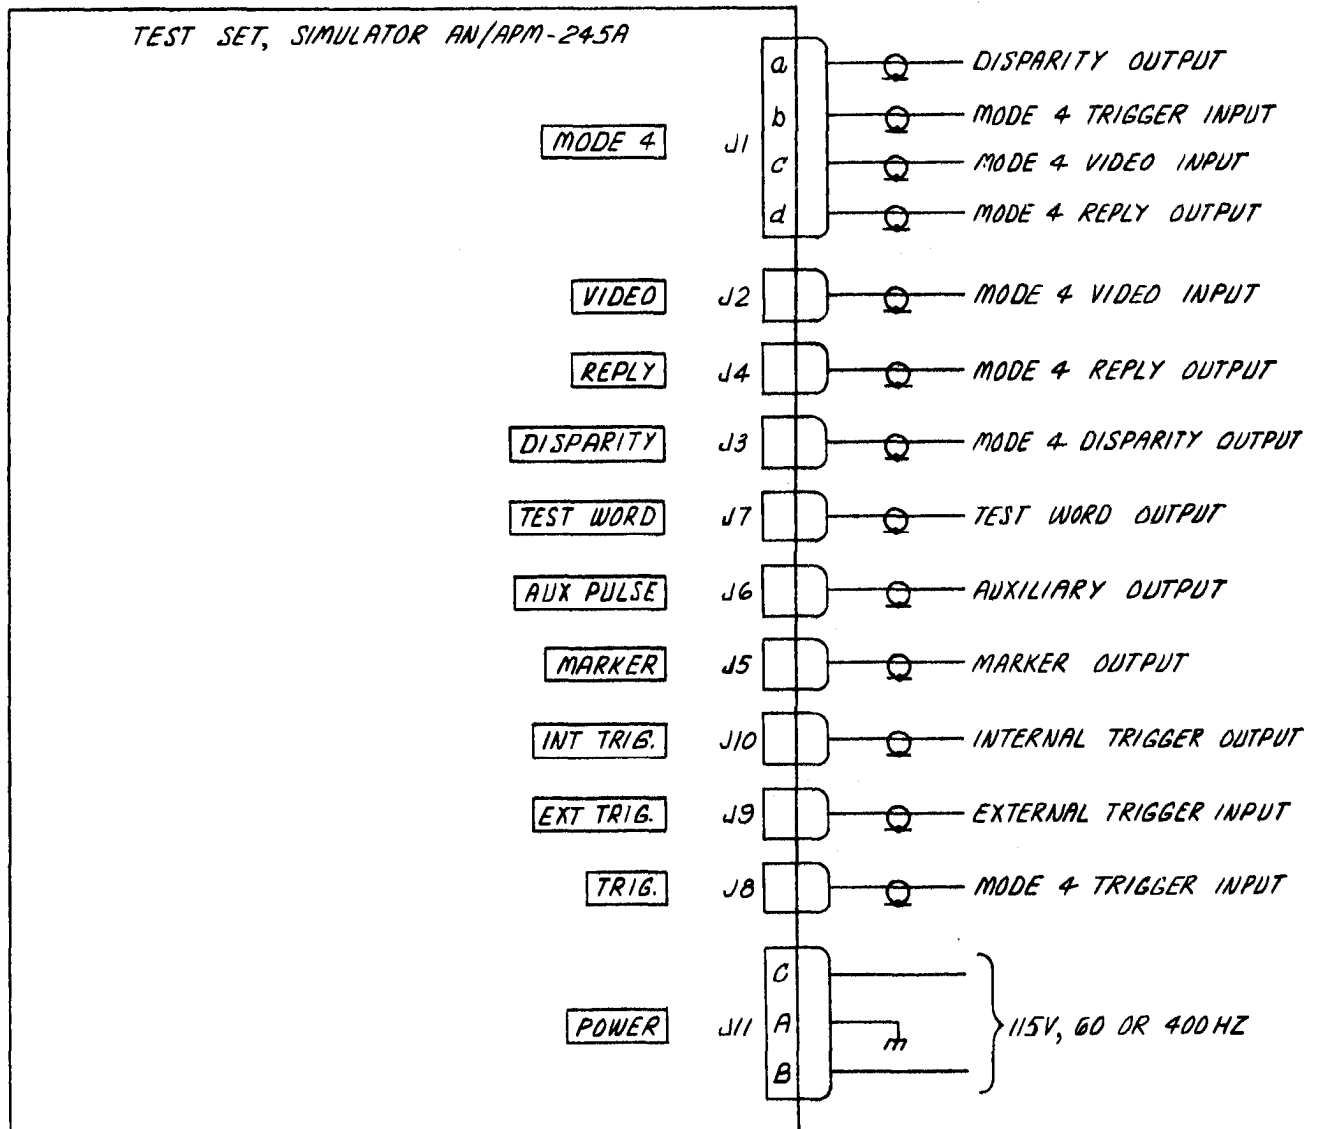 TEST SET, SIMULATOR AN/APM-245A
a DISPARITY OUTPUT
b MODE 4 TRIGGER INPUT
MODE 4 J1
c MODE 4 VIDEO INPUT
d MODE 4 REPLY OUTPUT
VIDEO J2 MODE 4 VIDEO INPUT
REPLY J4 MODE 4 REPLY OUTPUT
DISPARITY J3 MODE 4 DISPARITY OUTPUT
TEST WORD J7 TEST WORD OUTPUT
AUX PULSE J6 AUXILIARY OUTPUT
MARKER J5 MARKER OUTPUT
INT TRIG. J10 INTERNAL TRIGGER OUTPUT
EXT TRIG. J9 EXTERNAL TRIGGER INPUT
TRIG. J8 MODE 4 TRIGGER INPUT
C
POWER J11 A 115V, 60 OR 400 HZ
B